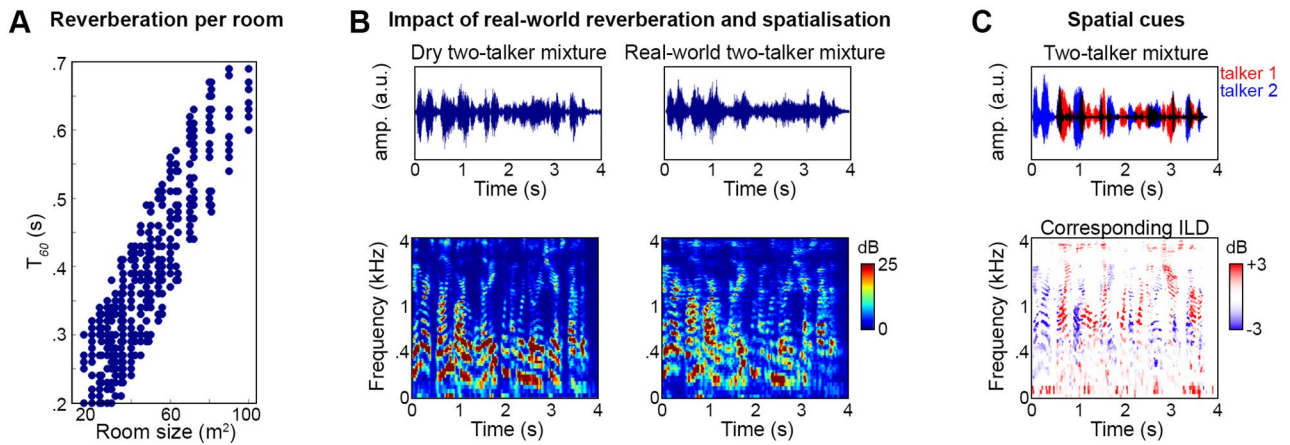 A Reverberation per room
.7
.6
.5
.4
.3
.2
T60 (s)
20 60 100
Room size (m²)
B Impact of real-world reverberation and spatialisation
Dry two-talker mixture
amp. (a.u.)
0 1 2 3 4
Time (s)
Real-world two-talker mixture
0 1 2 3 4
Time (s)
Frequency (kHz)
4
1
.4
0
0 1 2 3 4
Time (s)
0 1 2 3 4
Time (s)
dB
25
0
C Spatial cues
Two-talker mixture
talker 1
talker 2
amp. (a.u.)
0 1 2 3 4
Time (s)
Corresponding ILD
Frequency (kHz)
4
1
.4
0
0 1 2 3 4
Time (s)
dB
+3
-3